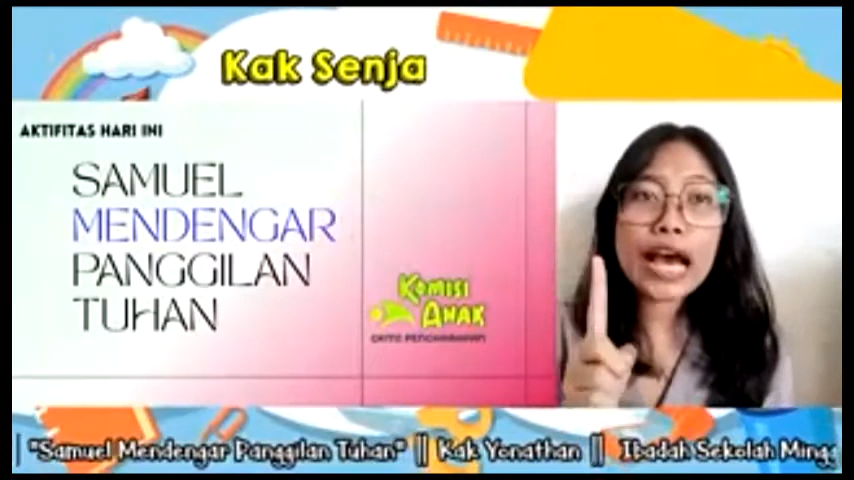 Kak Senja
AKTIFITAS HARI INI
SAMUEL
MENDENGAR
PANGGILAN
TUHAN
KOMISI
ANAK
| "Samuel Mendengar Panggilan Tuhan" || Kak Yonathan || Ibadah Sekolah Mingg